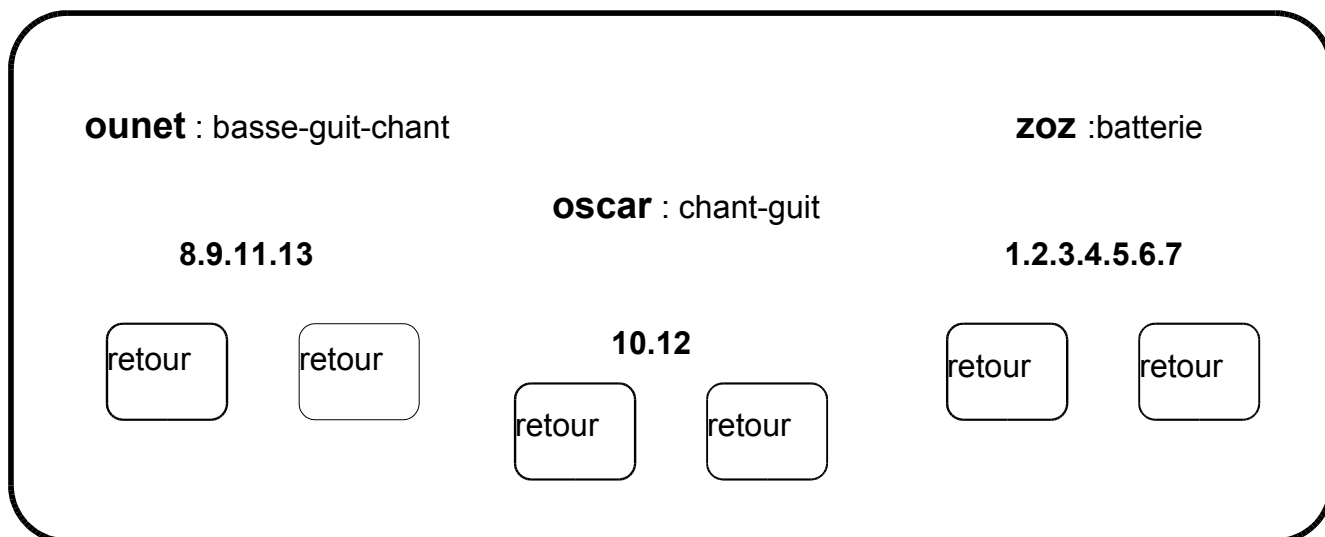 ounet : basse-guit-chant
zoz :batterie
oscar : chant-guit
8.9.11.13
1.2.3.4.5.6.7
10.12
retour
retour
retour
retour
retour
retour